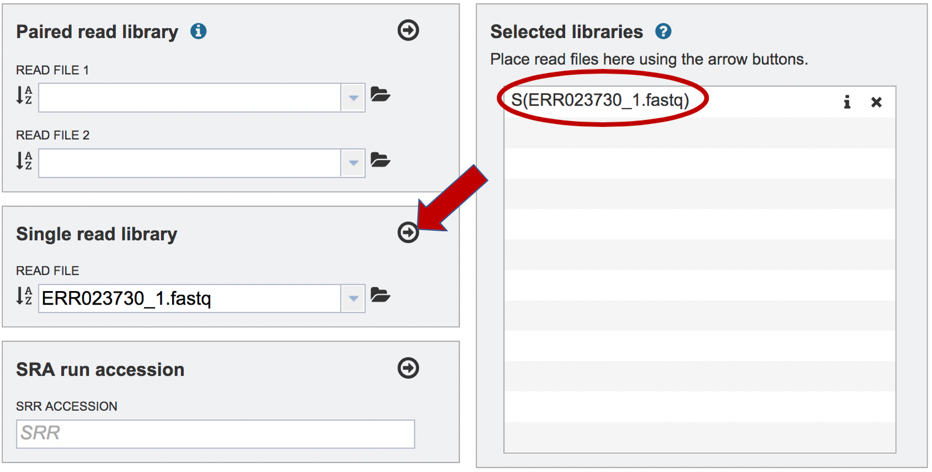 Paired read library
READ FILE 1
READ FILE 2
Single read library
READ FILE
ERR023730_1.fastq
SRA run accession
SRR ACCESSION
SRR
Selected libraries
Place read files here using the arrow buttons.
S(ERR023730_1.fastq)